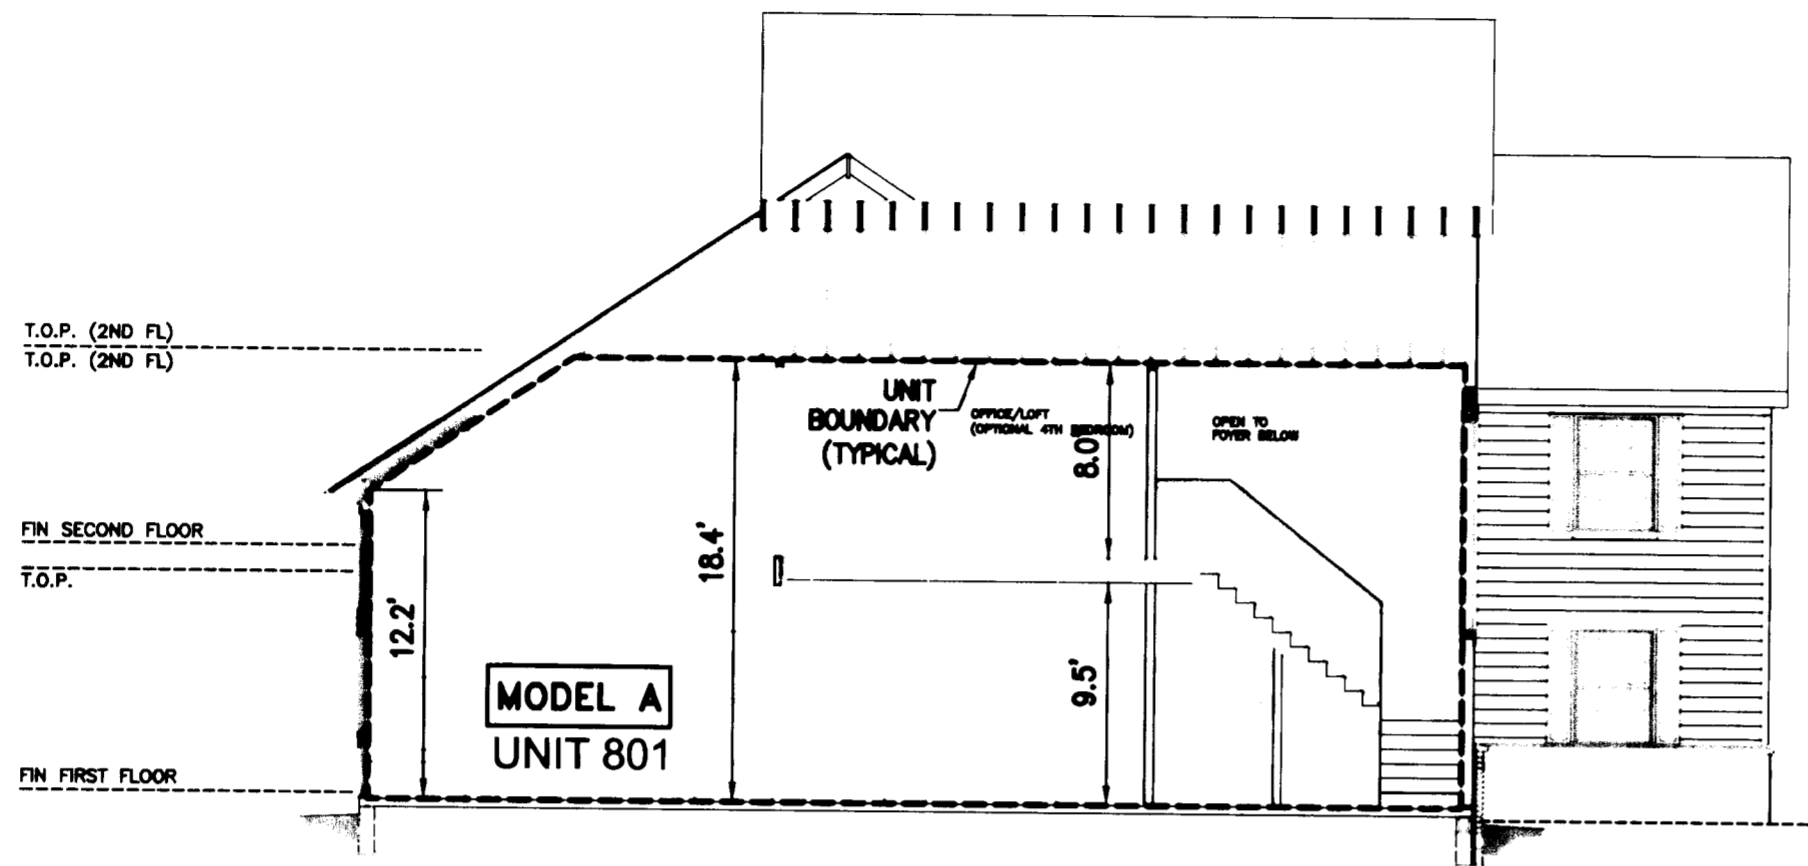 T.O.P. (2ND FL)
T.O.P. (2ND FL)
UNIT
BOUNDARY
(TYPICAL)
OFFICE/LOFT
(OPTIONAL 4TH BEDROOM)
OPEN TO
FOYER BELOW
8.0'
FIN SECOND FLOOR
T.O.P.
18.4'
12.2'
9.5'
MODEL A
UNIT 801
FIN FIRST FLOOR